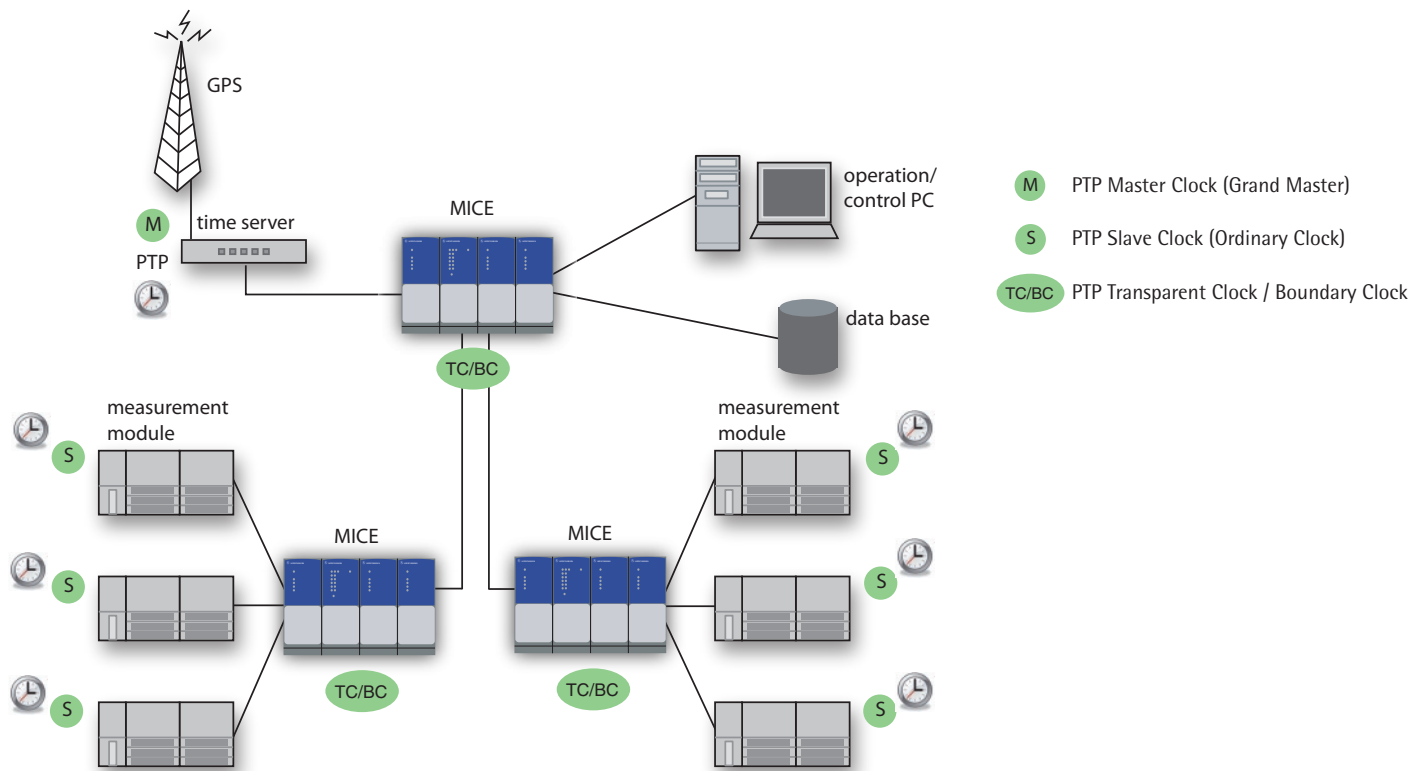 GPS
M
time server
PTP
MICE
operation/
control PC
data base
TC/BC
M PTP Master Clock (Grand Master)
S PTP Slave Clock (Ordinary Clock)
TC/BC PTP Transparent Clock / Boundary Clock
measurement
module
S
S
S
MICE
TC/BC
MICE
TC/BC
measurement
module
S
S
S